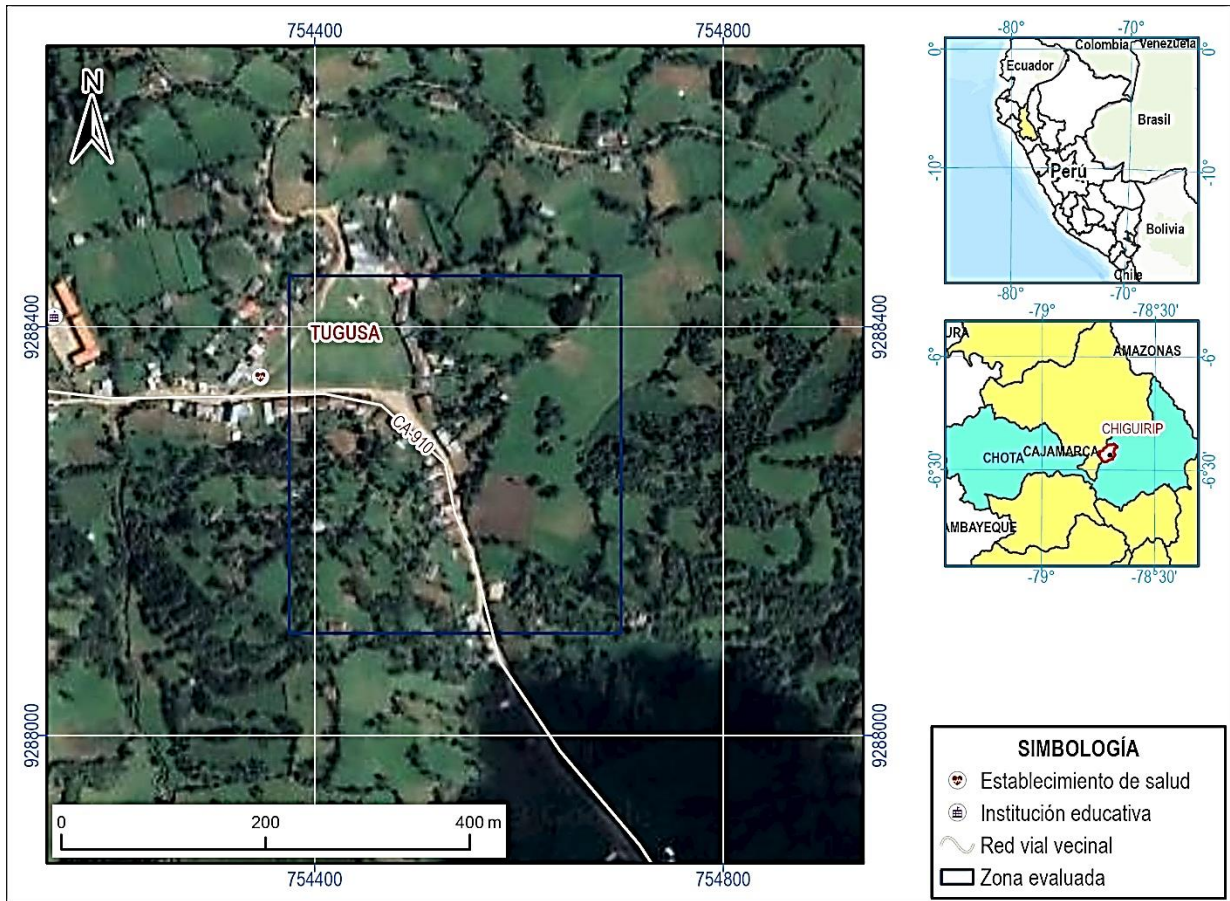 754400
754800
N
9288400
9288400
TUGUSA
CA-910
9288000
9288000
0
200
400 m
754400
754800
-80°
-70°
0°
0°
Colombia
Venezuela
Ecuador
Brasil
Perú
-10°
-10°
Bolivia
Chile
-80°
-70°
-79°
-78°30'
URA
AMAZONAS
-6°
-6°
CHIGUIRIP
CAJAMARCA
CHOTA
-6°30'
-6°30'
AMBAYEQUE
-79°
-78°30'
SIMBOLOGÍA
Establecimiento de salud
Institución educativa
Red vial vecinal
Zona evaluada